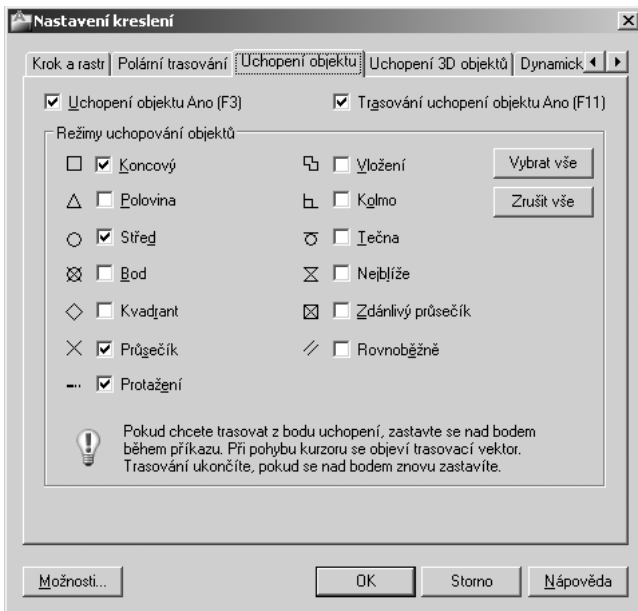 Nastavení kreslení
Krok a rastr Polární trasování Uchopení objektu Uchopení 3D objektů Dynamick
Uchopení objektu Ano (F3) Trasování uchopení objektu Ano (F11)
Režimy uchopování objektů
Koncový Vložení Vybrat vše
Polovina Kolmo Zrušit vše
Střed Tečna
Bod Nejblíže
Kvadrant Zdánlivý průsečík
Průsečík Rovnoběžně
Protažení
Pokud chcete trasovat z bodu uchopení, zastavte se nad bodem
během příkazu. Při pohybu kurzoru se objeví trasovací vektor.
Trasování ukončíte, pokud se nad bodem znovu zastavíte.
Možnosti... OK Storno Nápověda